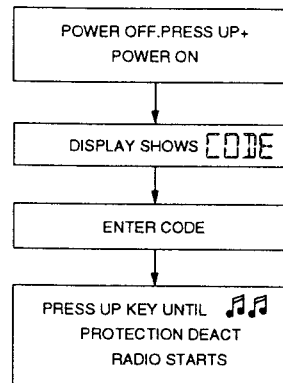 POWER OFF.PRESS UP+
POWER ON
DISPLAY SHOWS CODE
ENTER CODE
PRESS UP KEY UNTIL
PROTECTION DEACT
RADIO STARTS